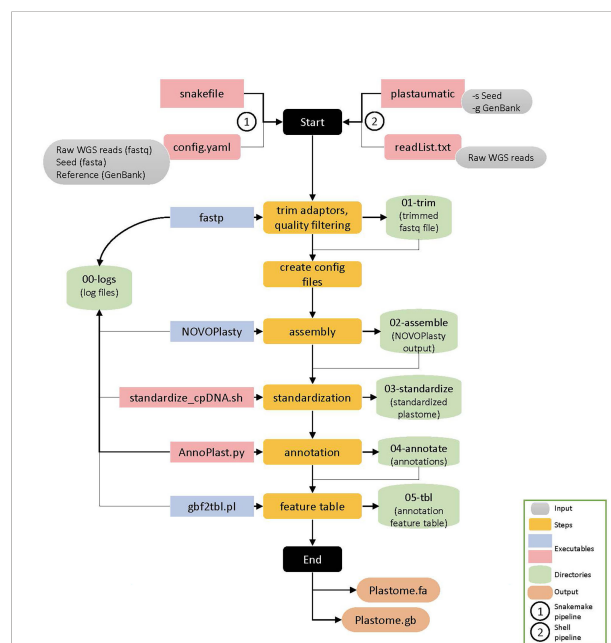 snakefile
plastaumatic
-s Seed
-g GenBank
1
2
Start
Raw WGS reads (fastq)
Seed (fasta)
Reference (GenBank)
config.yaml
readList.txt
Raw WGS reads
fastp
trim adaptors,
quality filtering
01-trim
(trimmed
fastq file)
00-logs
(log files)
create config
files
NOVOPlasty
assembly
02-assemble
(NOVOPlasty
output)
standardize_cpDNA.sh
standardization
03-standardize
(standardized
plastome)
AnnoPlast.py
annotation
04-annotate
(annotations)
gbf2tbl.pl
feature table
05-tbl
(annotation
feature table)
End
Plastome.fa
Plastome.gb
Input
Steps
Executables
Directories
Output
1
Snakemake
pipeline
2
Shell
pipeline